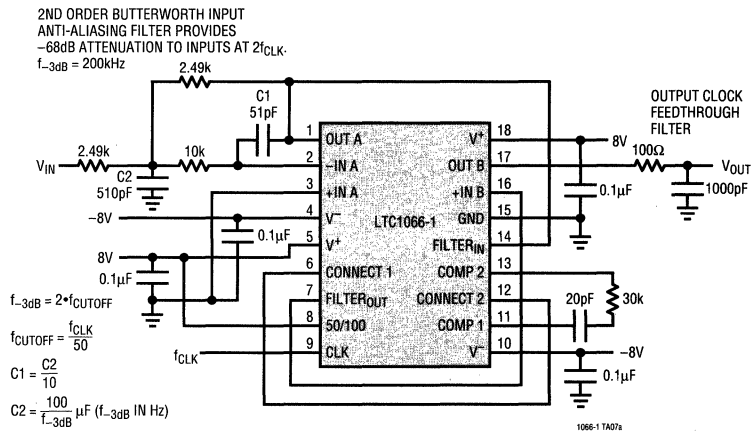 2ND ORDER BUTTERWORTH INPUT
ANTI-ALIASING FILTER PROVIDES
–68dB ATTENUATION TO INPUTS AT 2fCLK.
f–3dB = 200kHz
2.49k
C1
51pF
VIN
2.49k
10k
C2
510pF
–8V
0.1µF
8V
0.1µF
1
OUT A
2
–IN A
3
+IN A
4
V–
5
V+
6
CONNECT 1
7
FILTEROUT
8
50/100
9
CLK
fCLK
LTC1066-1
18
V+
17
OUT B
16
+IN B
15
GND
14
FILTERIN
13
COMP 2
12
CONNECT 2
11
COMP 1
10
V–
8V
0.1µF
OUTPUT CLOCK
FEEDTHROUGH
FILTER
100Ω
VOUT
1000pF
20pF
30k
–8V
0.1µF
f–3dB = 2•fCUTOFF
fCUTOFF = fCLK
50
C1 = C2
10
C2 = 100
f–3dB
µF (f–3dB IN Hz)
1066-1 TA07a